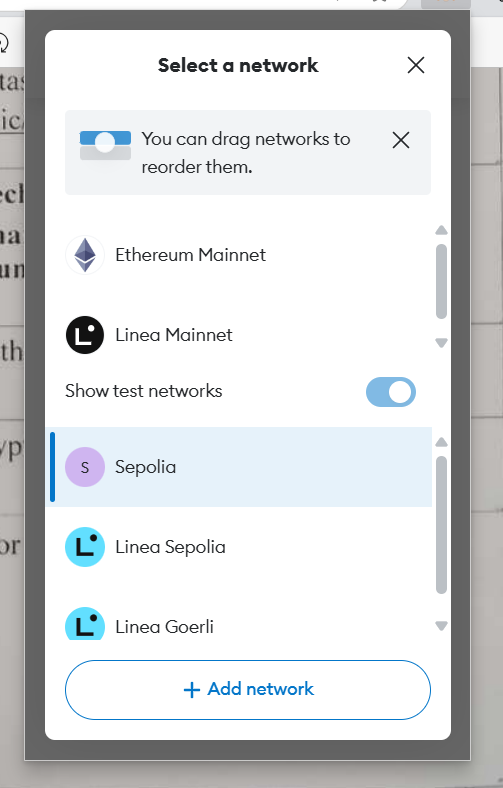 Select a network
You can drag networks to
reorder them.
Ethereum Mainnet
Linea Mainnet
Show test networks
S
Sepolia
Linea Sepolia
Linea Goerli
+ Add network